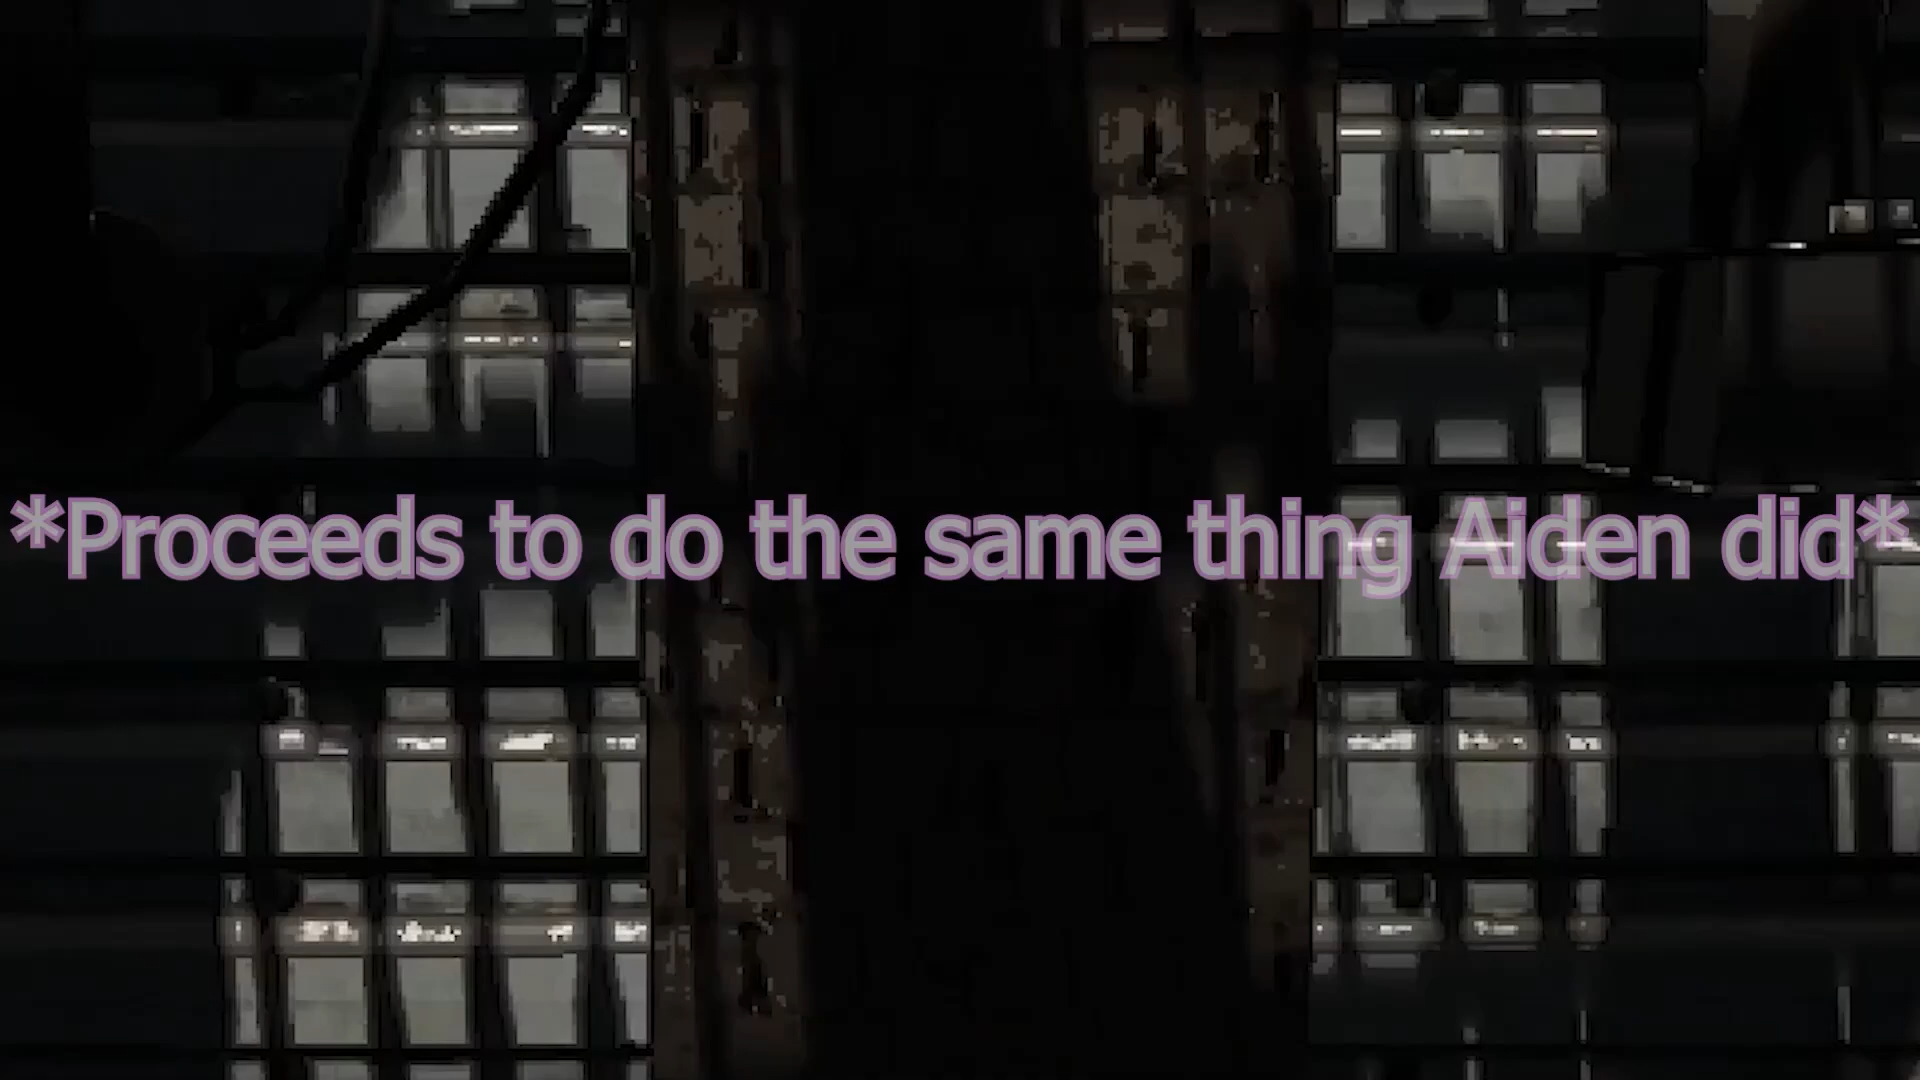 *Proceeds to do the same thing Aiden did*